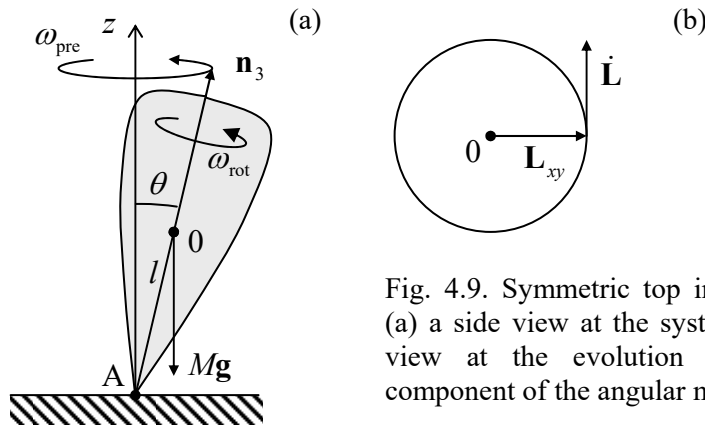 (a)
(b)
ω_pre
z
n_3
ω_rot
θ
0
l
A
Mg
L̇
0
L_xy
Fig. 4.9. Symmetric top i
(a) a side view at the syst
view at the evolution
component of the angular